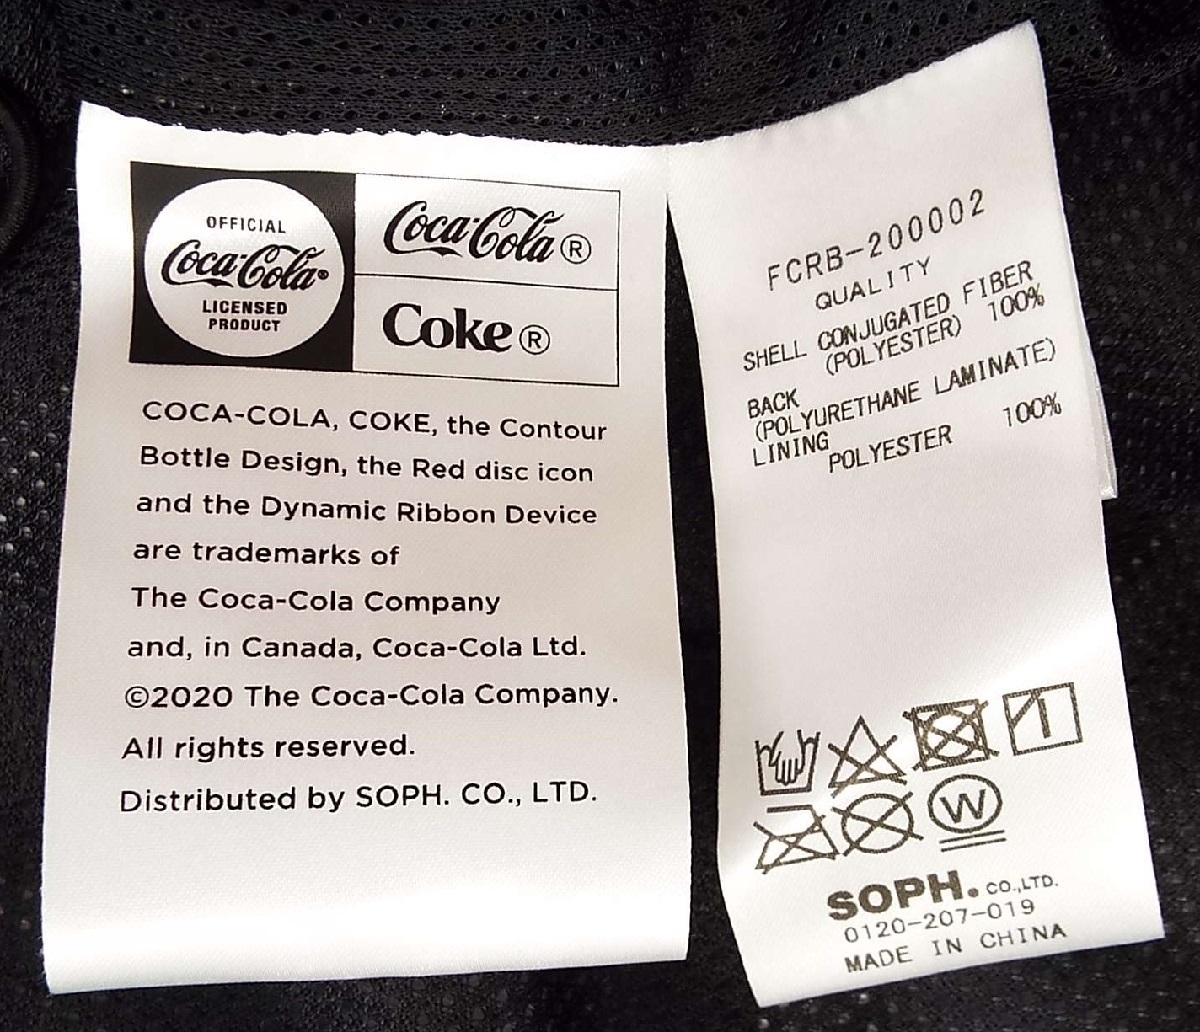 OFFICIAL
Coca-Cola®
LICENSED
PRODUCT
Coca-Cola®
Coke®
COCA-COLA, COKE, the Contour
Bottle Design, the Red disc icon
and the Dynamic Ribbon Device
are trademarks of
The Coca-Cola Company
and, in Canada, Coca-Cola Ltd.
©2020 The Coca-Cola Company.
All rights reserved.
Distributed by SOPH. CO., LTD.
FCRB-200002
QUALITY
SHELL CONJUGATED FIBER
(POLYESTER) 100%
BACK
(POLYURETHANE LAMINATE)
LINING
POLYESTER 100%
W
SOPH. CO.,LTD.
0120-207-019
MADE IN CHINA